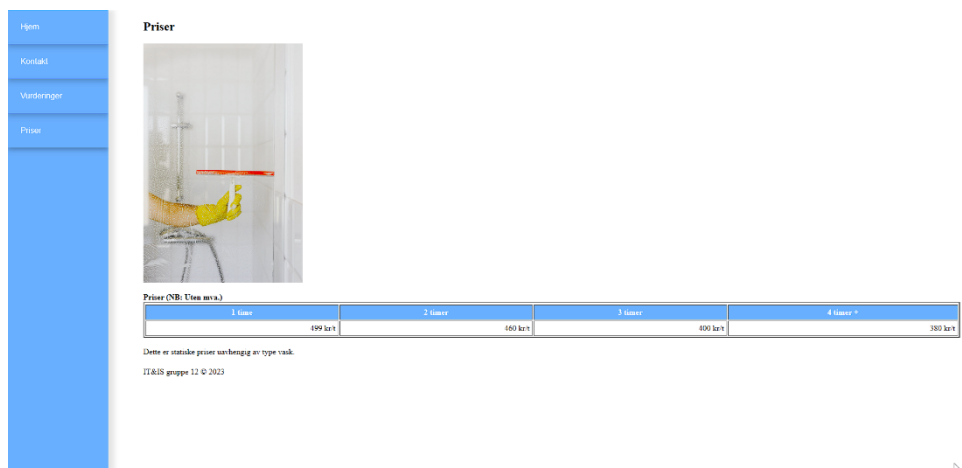 Hjem
Kontakt
Vurderinger
Priser
Priser
Priser (NB: Uten mva.)
1 time 2 timer 3 timer 4 timer +
499 kr/t 460 kr/t 400 kr/t 380 kr/t
Dette er statiske priser uavhengig av type vask.
IT&IS gruppe 12 © 2023